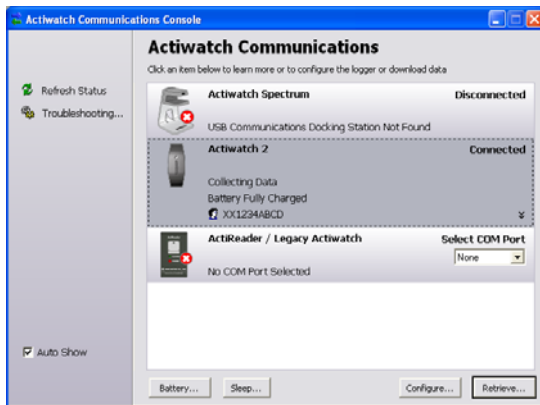 Actiwatch Communications Console
Actiwatch Communications
Click an item below to learn more or to configure the logger or download data
Refresh Status
Troubleshooting...
Actiwatch Spectrum
Disconnected
USB Communications Docking Station Not Found
Actiwatch 2
Connected
Collecting Data
Battery Fully Charged
XX1234ABCD
ActiReader / Legacy Actiwatch
Select COM Port
None
No COM Port Selected
Auto Show
Battery...
Sleep...
Configure...
Retrieve...